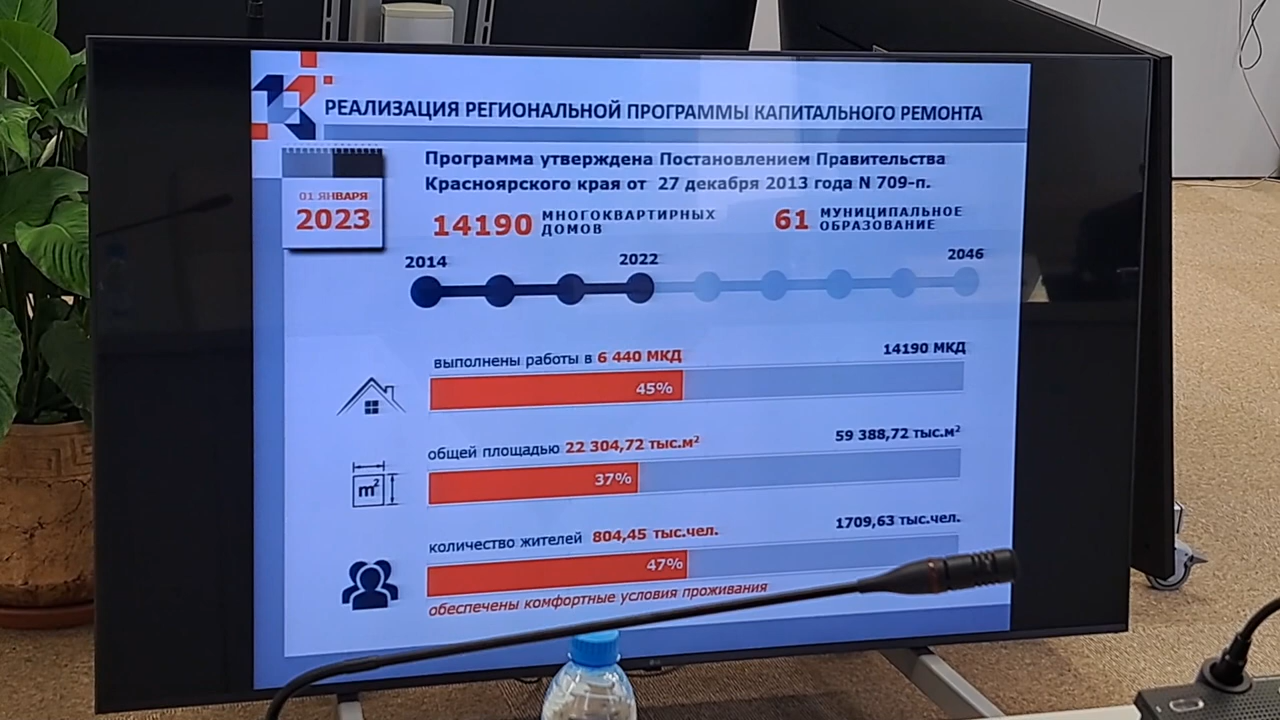 РЕАЛИЗАЦИЯ РЕГИОНАЛЬНОЙ ПРОГРАММЫ КАПИТАЛЬНОГО РЕМОНТА
01 ЯНВАРЯ
2023
Программа утверждена Постановлением Правительства
Красноярского края от 27 декабря 2013 года N 709-п.
14190 МНОГОКВАРТИРНЫХ
ДОМОВ
61 МУНИЦИПАЛЬНОЕ
ОБРАЗОВАНИЕ
2014 2022 2046
выполнены работы в 6 440 МКД 14190 МКД
45%
общей площадью 22 304,72 тыс.м² 59 388,72 тыс.м²
m² 37%
количество жителей 804,45 тыс.чел. 1709,63 тыс.чел.
47%
обеспечены комфортные условия проживания